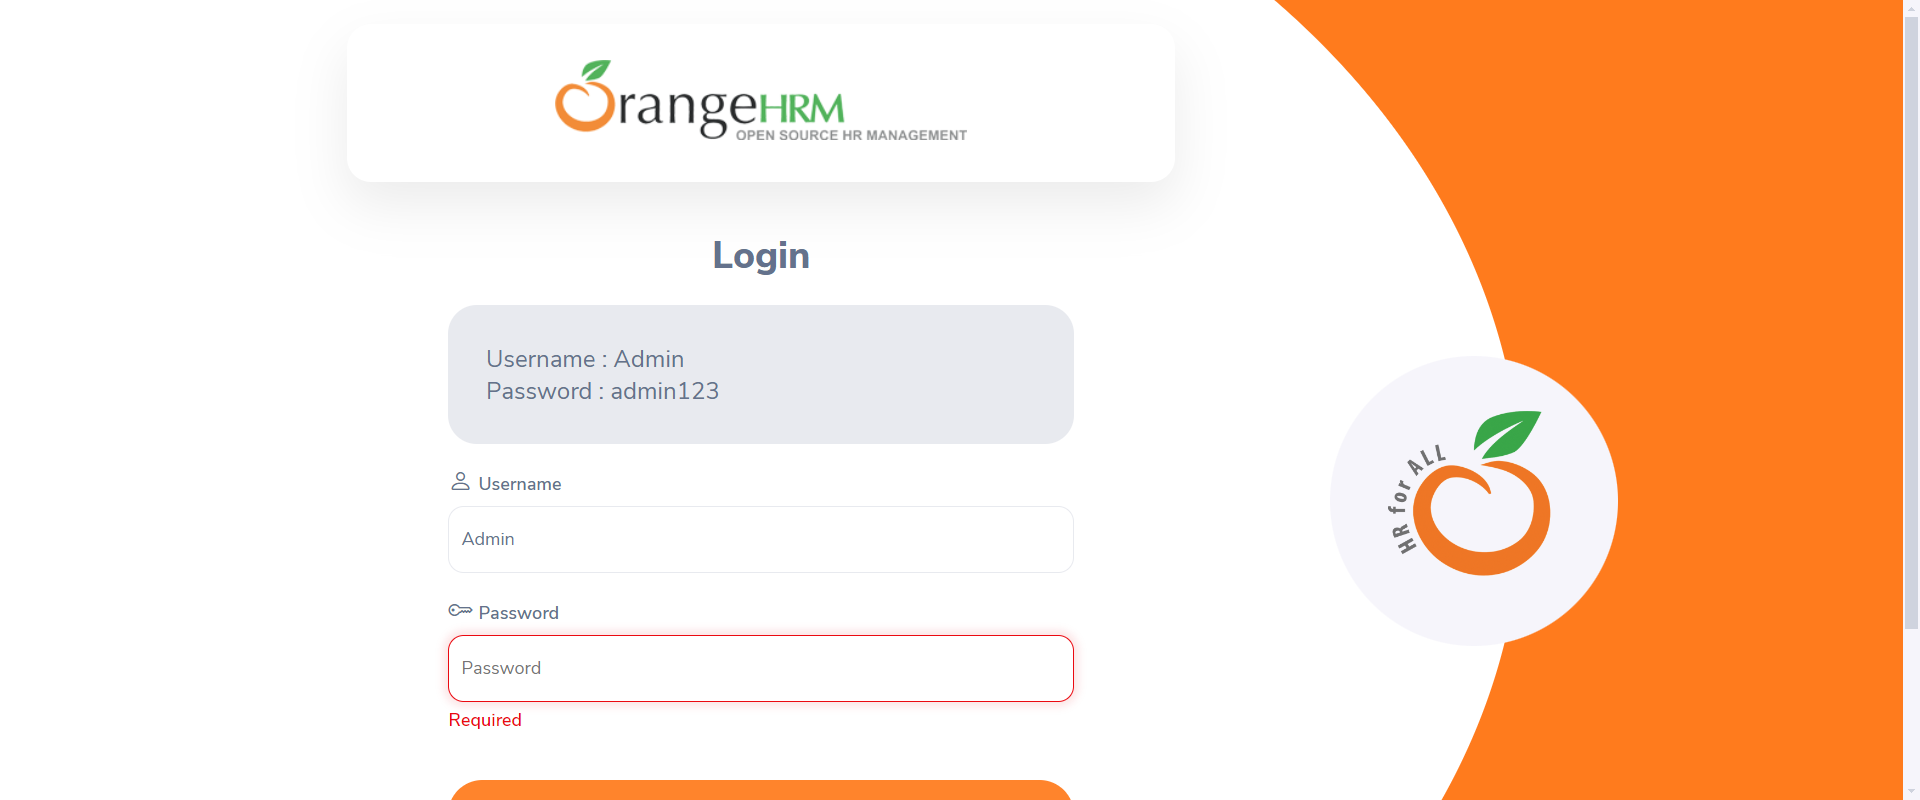 OrangeHRM
OPEN SOURCE HR MANAGEMENT
Login
Username : Admin
Password : admin123
Username
Admin
Password
Password
Required
HR for ALL